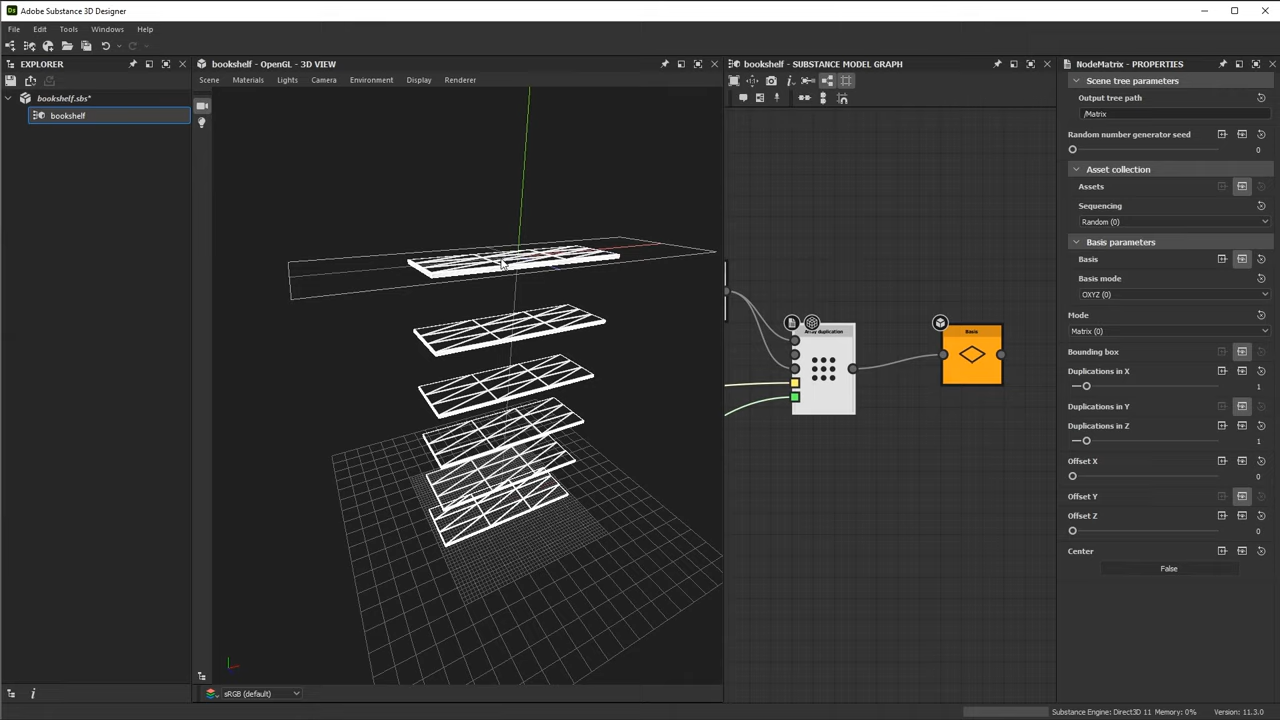 Adobe Substance 3D Designer
File Edit Tools Windows Help
EXPLORER
bookshelf.sbs*
bookshelf
bookshelf - OpenGL - 3D VIEW
Scene Materials Lights Camera Environment Display Renderer
sRGB (default)
bookshelf - SUBSTANCE MODEL GRAPH
Array duplication
Basis
NodeMatrix - PROPERTIES
Scene tree parameters
Output tree path
/Matrix
Random number generator seed
0
Asset collection
Assets
Sequencing
Random (0)
Basis parameters
Basis
Basis mode
OXYZ (0)
Mode
Matrix (0)
Bounding box
Duplications in X
1
Duplications in Y
Duplications in Z
1
Offset X
0
Offset Y
Offset Z
0
Center
False
Substance Engine: Direct3D 11 Memory: 0% Version: 11.3.0